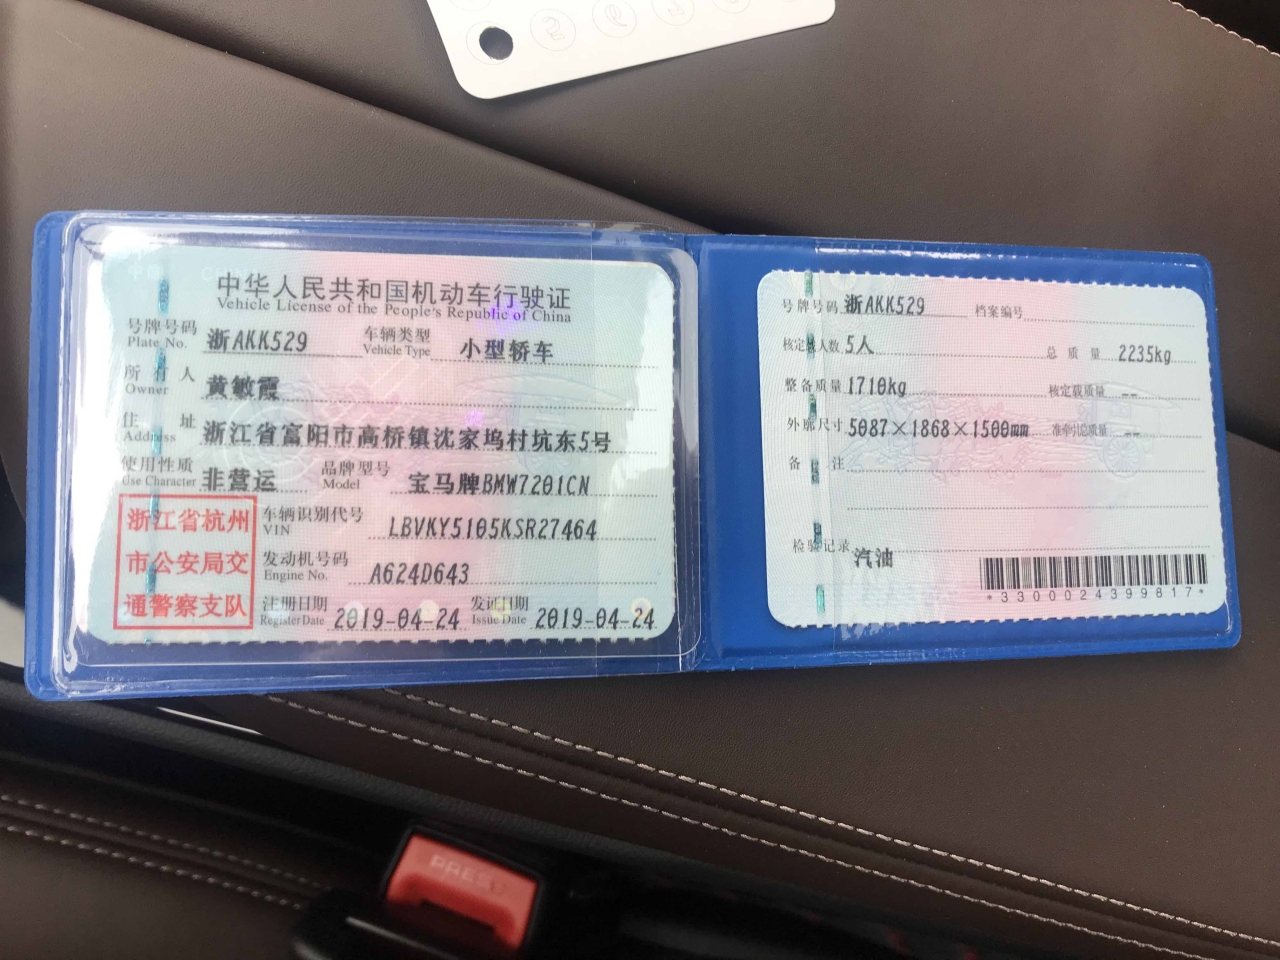 中华人民共和国机动车行驶证
Vehicle License of the People's Republic of China
号牌号码 浙AKK529 车辆类型 小型轿车
Plate No. Vehicle Type
所有人 黄敏霞
Owner
住址 浙江省富阳市高桥镇沈家坞村坑东5号
Address
使用性质 非营运 品牌型号 宝马牌BMW7201CN
Use Character Model
浙江省杭州
市公安局交
通警察支队
车辆识别代号 LBVKY5105KSR27464
VIN
发动机号码 A624D643
Engine No.
注册日期 2019-04-24 发证日期 2019-04-24
Register Date Issue Date
号牌号码 浙AKK529 档案编号
核定载人数 5人 总质量 2235kg
整备质量 1710kg 核定载质量 --
外廓尺寸 5087×1868×1500mm 准牵引总质量 --
备注
检验记录 汽油
*3300024399817*
PRESS